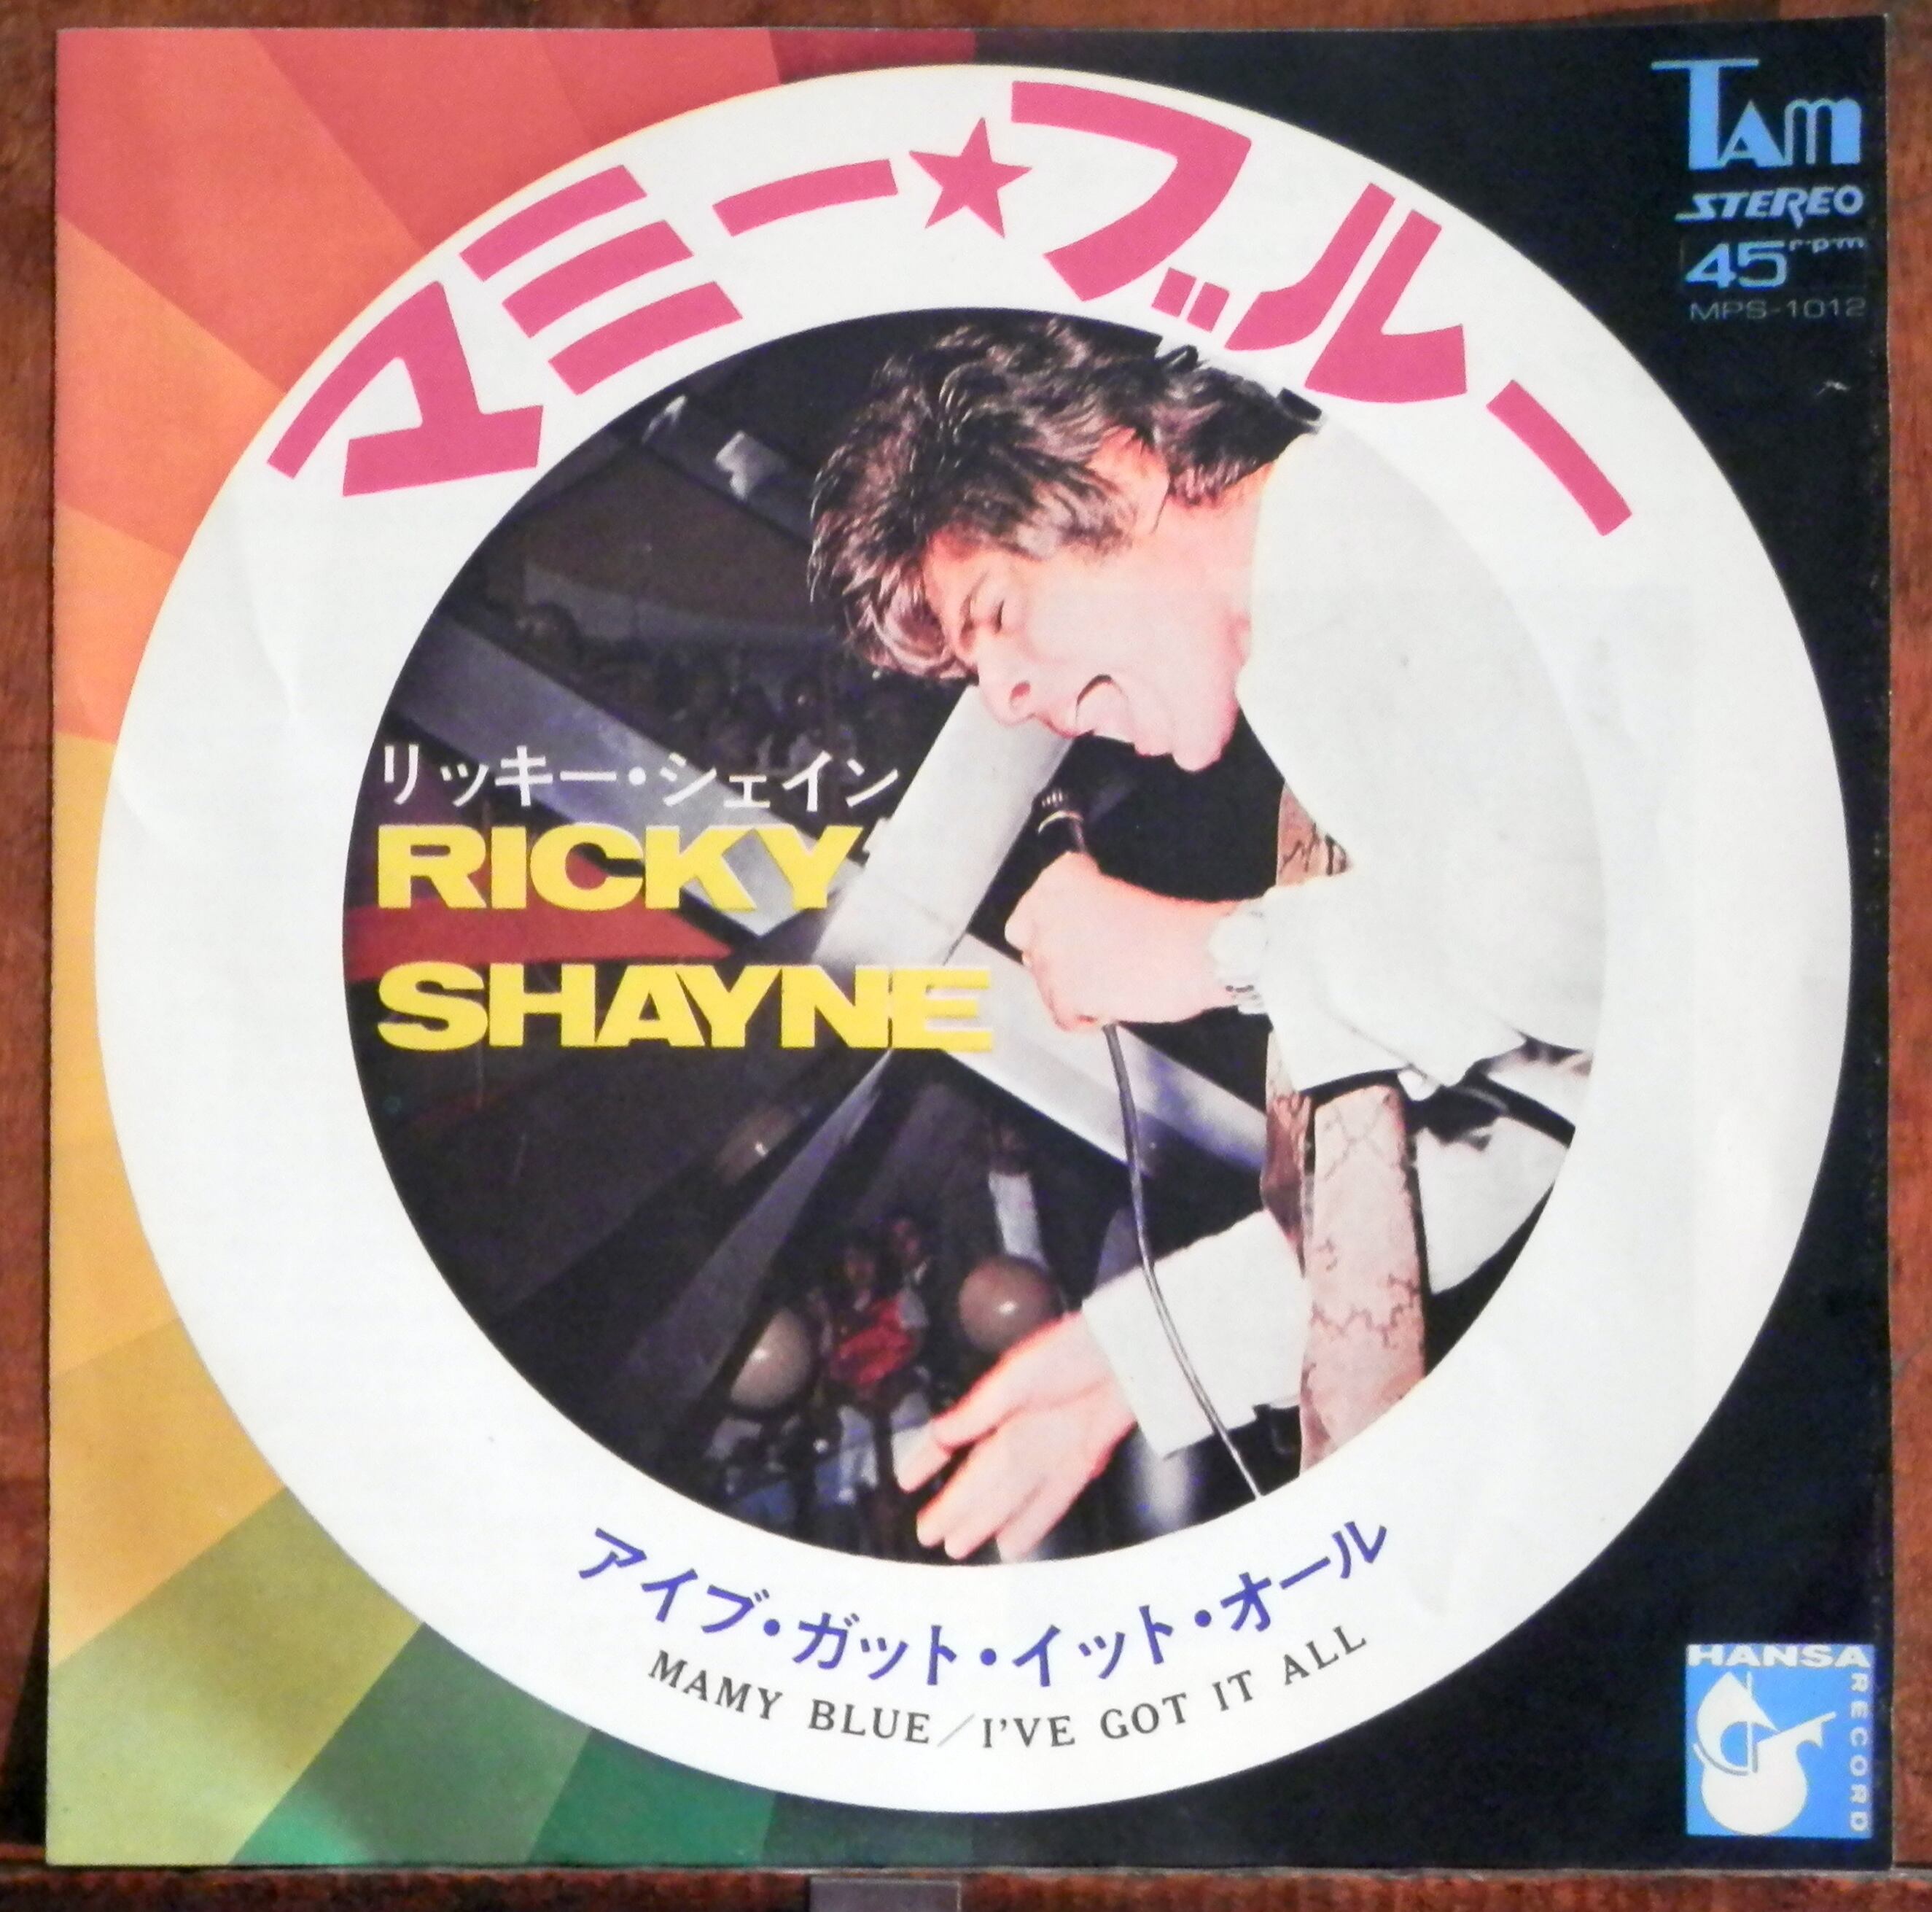 マミー★ブルー
TAM
STEREO
45 r·p·m
MPS-1012
リッキー・シェイン
RICKY
SHAYNE
アイブ・ガット・イット・オール
MAMY BLUE/I'VE GOT IT ALL
HANSA
RECORD